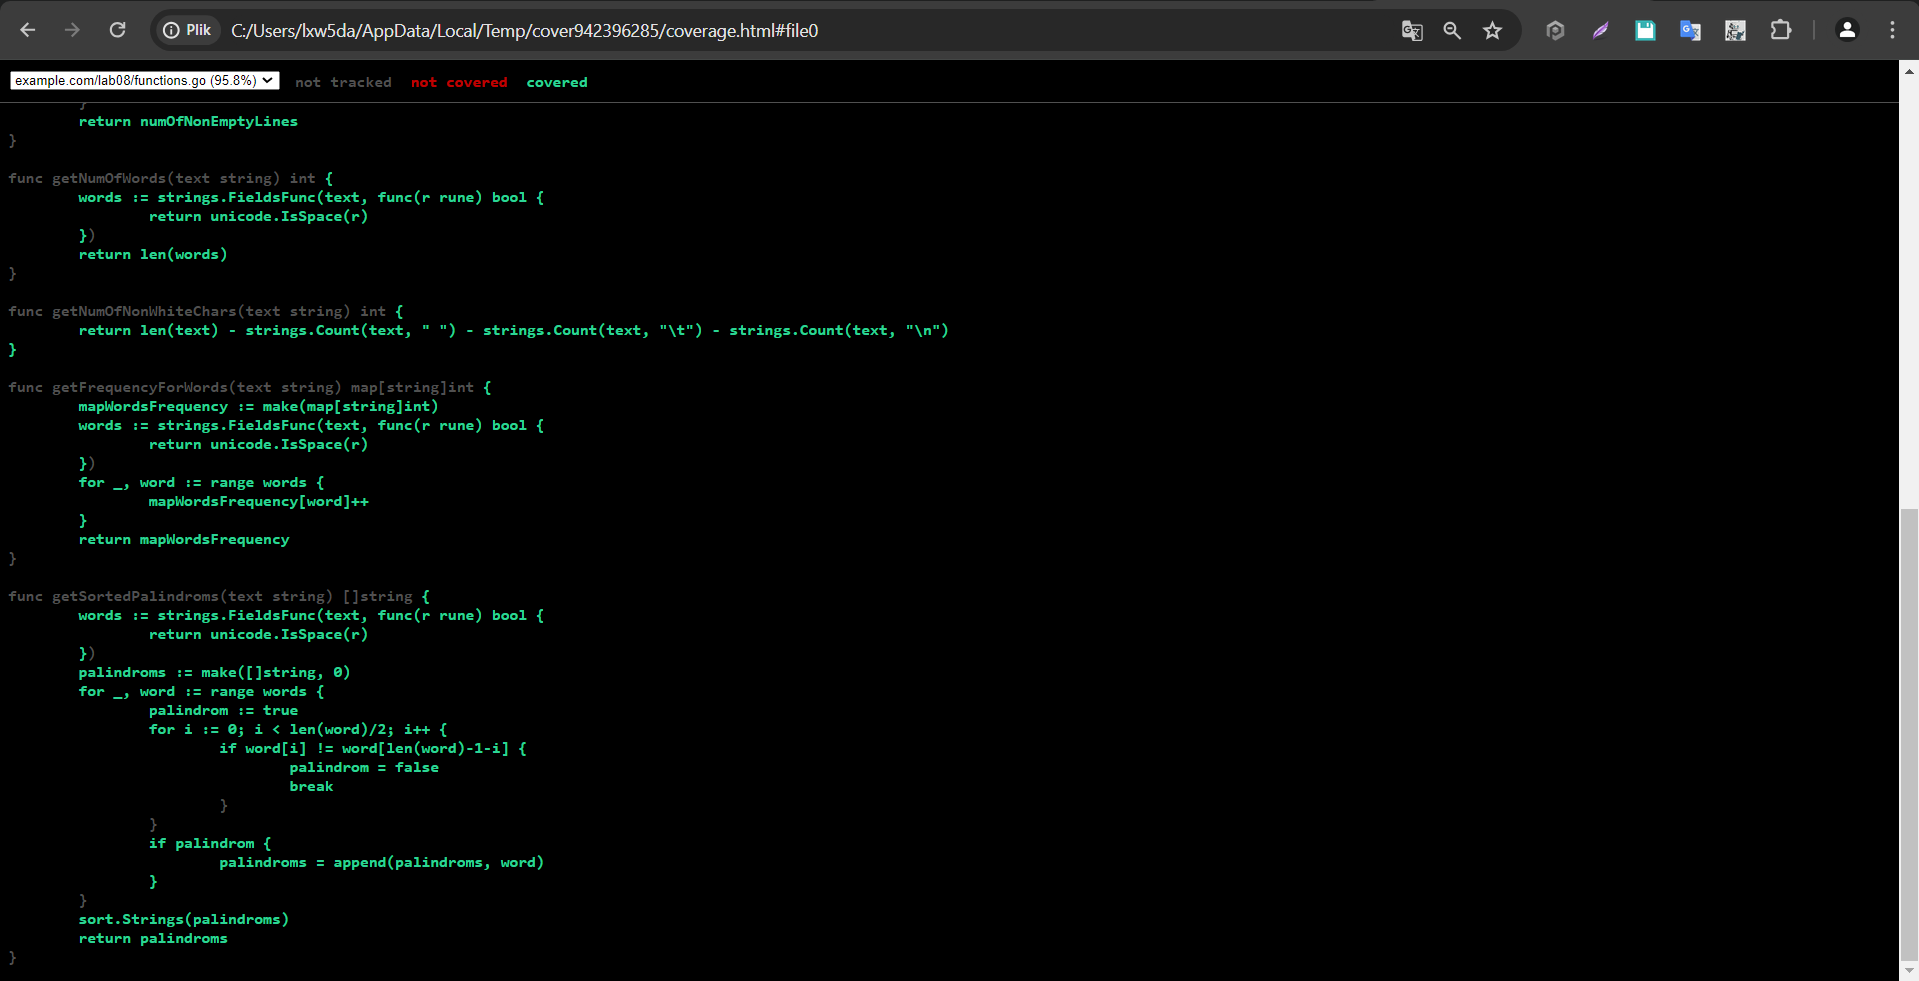 Plik C:/Users/lxw5da/AppData/Local/Temp/cover942396285/coverage.html#file0
example.com/lab08/functions.go (95.8%) not tracked not covered covered
}
return numOfNonEmptyLines
}
func getNumOfWords(text string) int {
words := strings.FieldsFunc(text, func(r rune) bool {
return unicode.IsSpace(r)
})
return len(words)
}
func getNumOfNonWhiteChars(text string) int {
return len(text) - strings.Count(text, " ") - strings.Count(text, "\t") - strings.Count(text, "\n")
}
func getFrequencyForWords(text string) map[string]int {
mapWordsFrequency := make(map[string]int)
words := strings.FieldsFunc(text, func(r rune) bool {
return unicode.IsSpace(r)
})
for _, word := range words {
mapWordsFrequency[word]++
}
return mapWordsFrequency
}
func getSortedPalindroms(text string) []string {
words := strings.FieldsFunc(text, func(r rune) bool {
return unicode.IsSpace(r)
})
palindroms := make([]string, 0)
for _, word := range words {
palindrom := true
for i := 0; i < len(word)/2; i++ {
if word[i] != word[len(word)-1-i] {
palindrom = false
break
}
}
if palindrom {
palindroms = append(palindroms, word)
}
}
sort.Strings(palindroms)
return palindroms
}